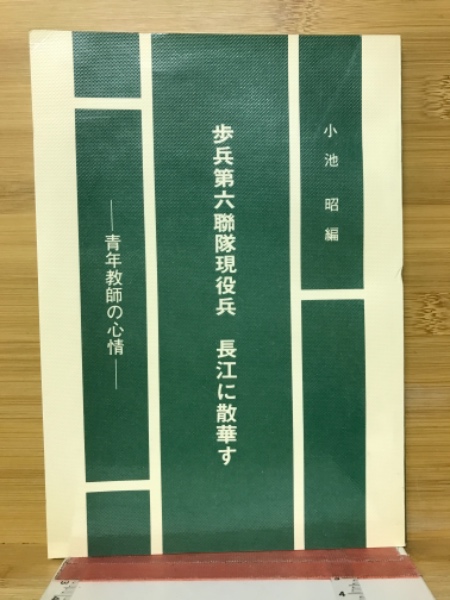 小池 昭 編
歩兵第六聯隊現役兵 長江に散華す
――青年教師の心情――